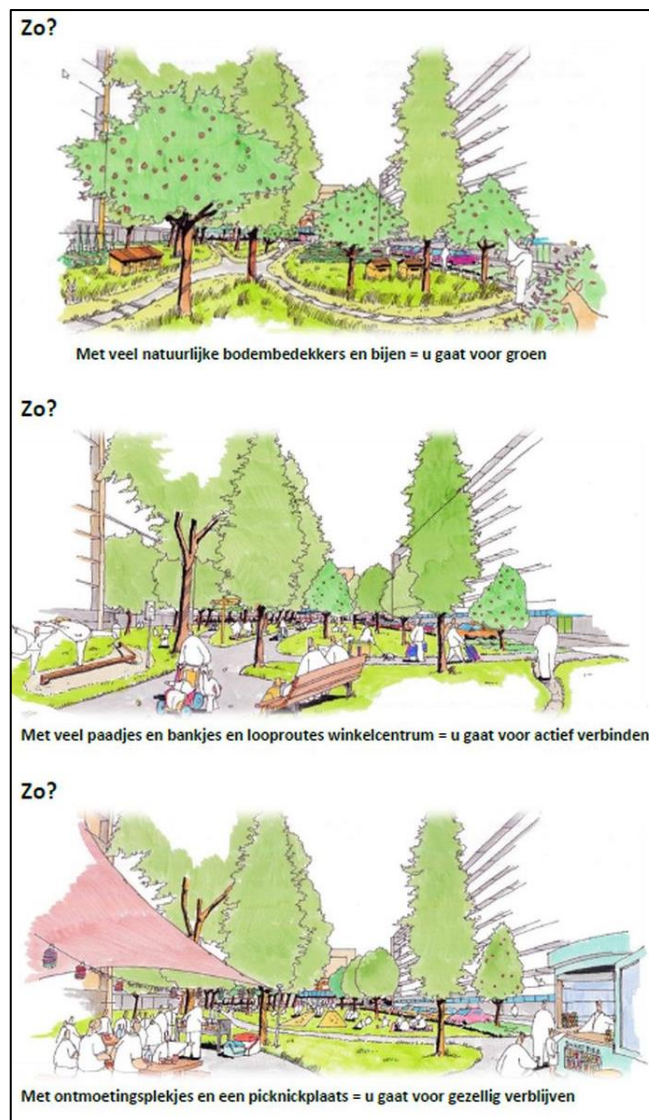 Zo?
Met veel natuurlijke bodembedekkers en bijen = u gaat voor groen
Zo?
Met veel paadjes en bankjes en looproutes winkelcentrum = u gaat voor actief verbinden
Zo?
Met ontmoetingsplekjes en een picknickplaats = u gaat voor gezellig verblijven